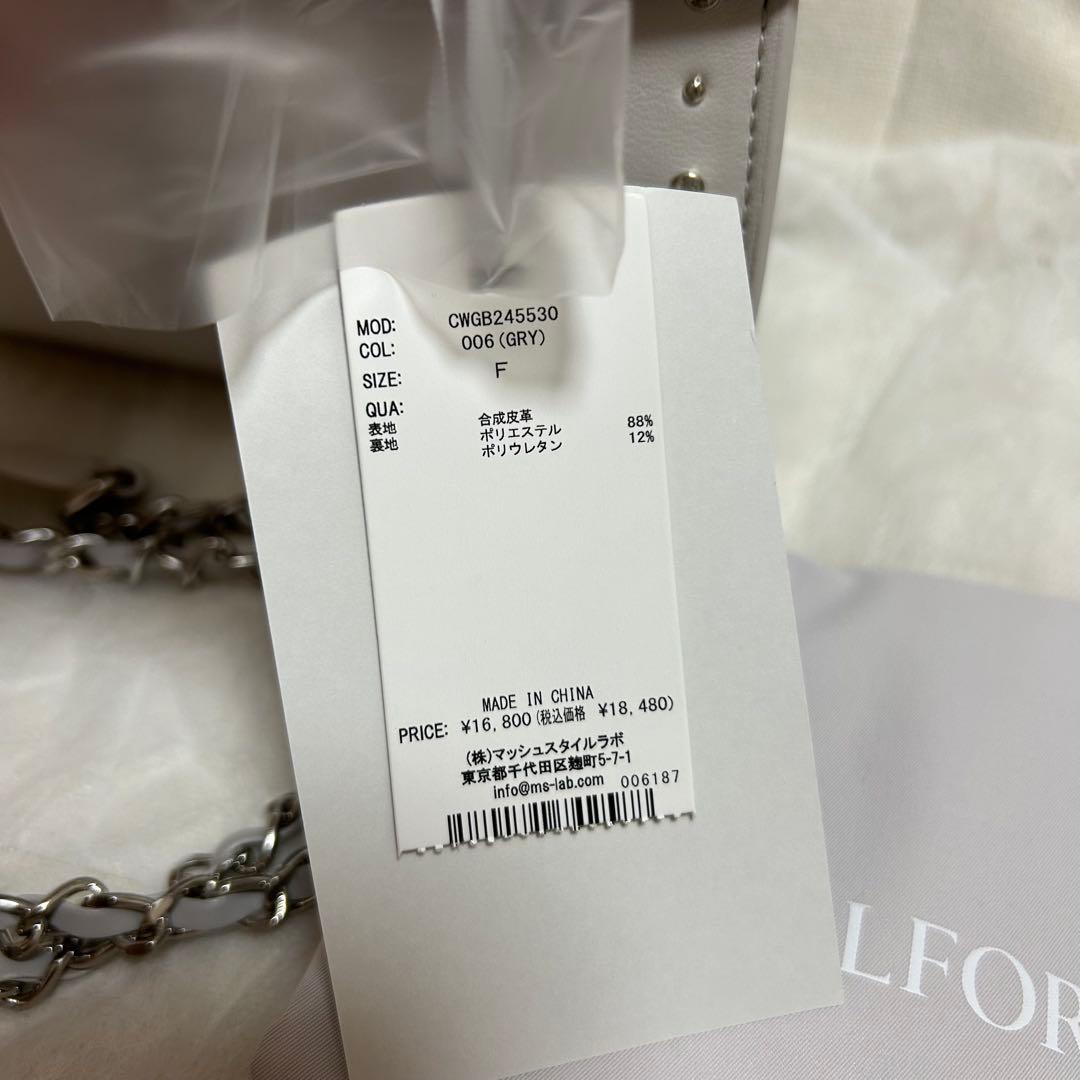 MOD: CWGB245530
COL: 006(GRY)
SIZE: F
QUA:
表地 合成皮革
裏地 ポリエステル 88%
ポリウレタン 12%
MADE IN CHINA
PRICE: ¥16,800(税込価格 ¥18,480)
(株)マッシュスタイルラボ
東京都千代田区麹町5-7-1
info@ms-lab.com 006187
LFOR